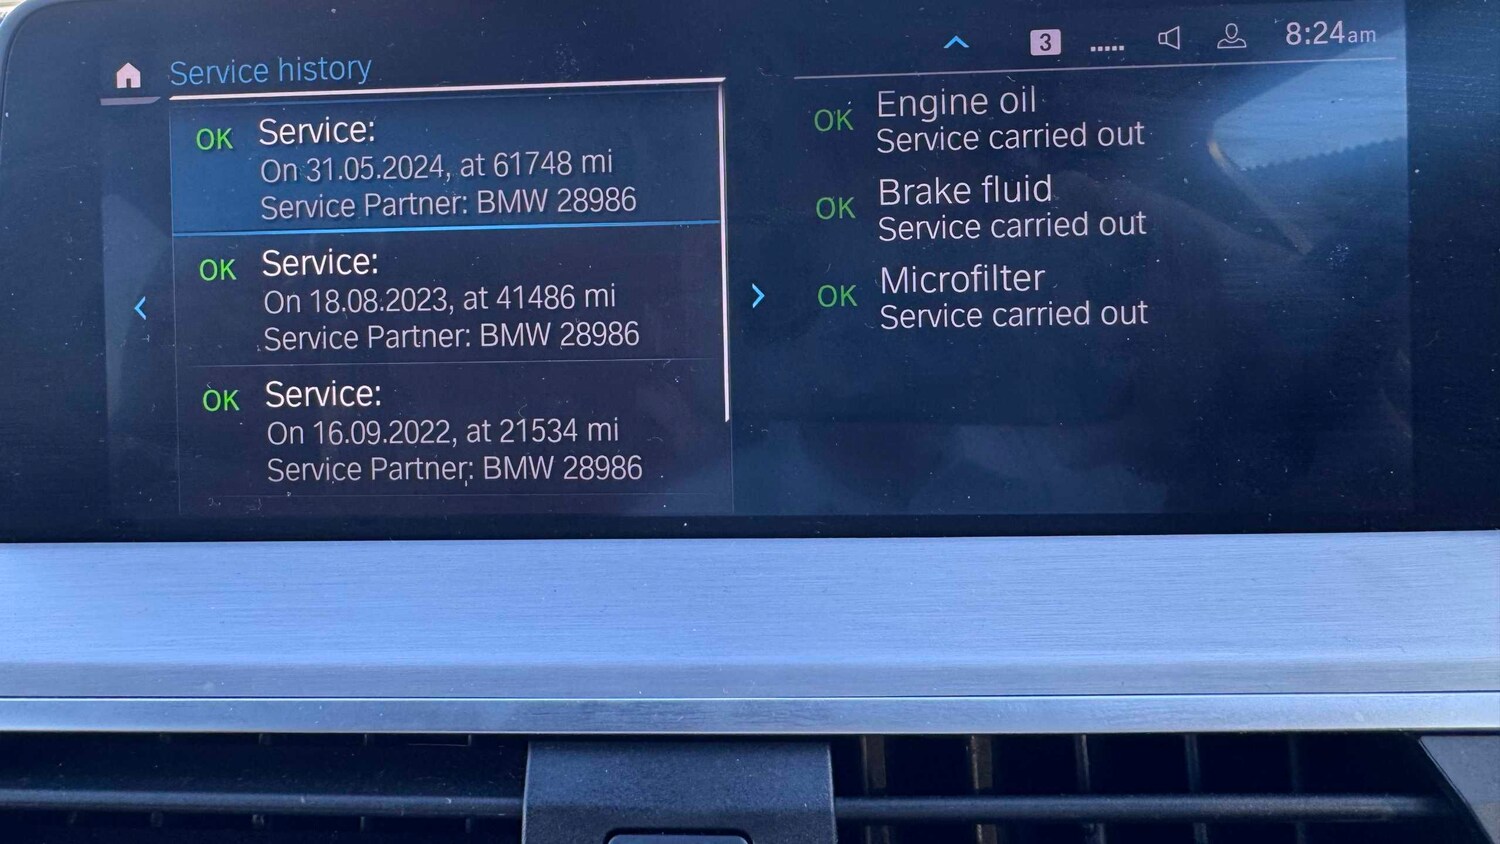 Service history
3
8:24am
OK Service:
On 31.05.2024, at 61748 mi
Service Partner: BMW 28986
OK Service:
On 18.08.2023, at 41486 mi
Service Partner: BMW 28986
OK Service:
On 16.09.2022, at 21534 mi
Service Partner: BMW 28986
OK Engine oil
Service carried out
OK Brake fluid
Service carried out
OK Microfilter
Service carried out